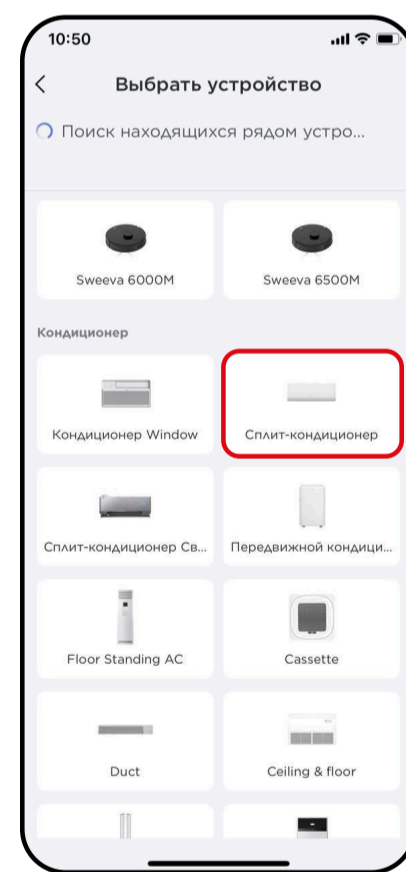 10:50
Выбрать устройство
Поиск находящихся рядом устро...
Sweeva 6000M
Sweeva 6500M
Кондиционер
Кондиционер Window
Сплит-кондиционер
Сплит-кондиционер Св...
Передвижной кондици...
Floor Standing AC
Cassette
Duct
Ceiling & floor